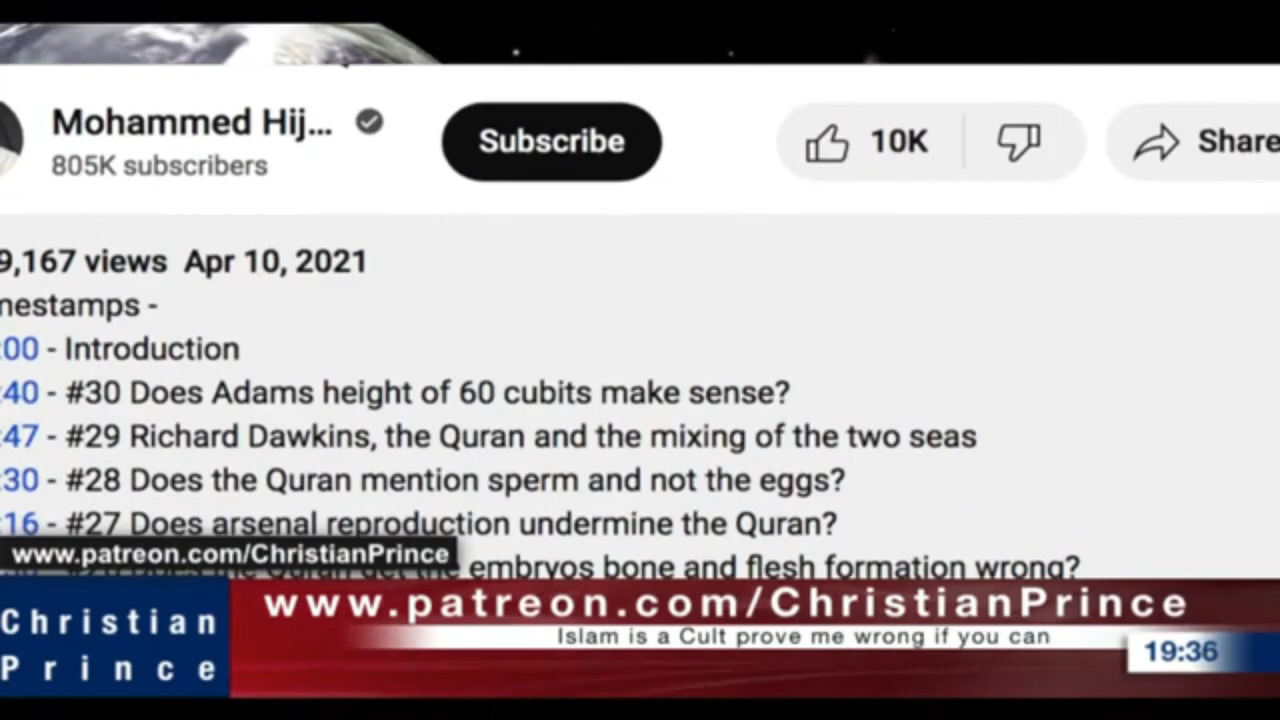 Mohammed Hij...
805K subscribers
Subscribe
10K
Share
9,167 views Apr 10, 2021
mestamps -
:00 - Introduction
:40 - #30 Does Adams height of 60 cubits make sense?
:47 - #29 Richard Dawkins, the Quran and the mixing of the two seas
:30 - #28 Does the Quran mention sperm and not the eggs?
:16 - #27 Does arsenal reproduction undermine the Quran?
embryos bone and flesh formation wrong?
www.patreon.com/ChristianPrince
www.patreon.com/ChristianPrince
Islam is a Cult prove me wrong if you can
Christian
Prince
19:36